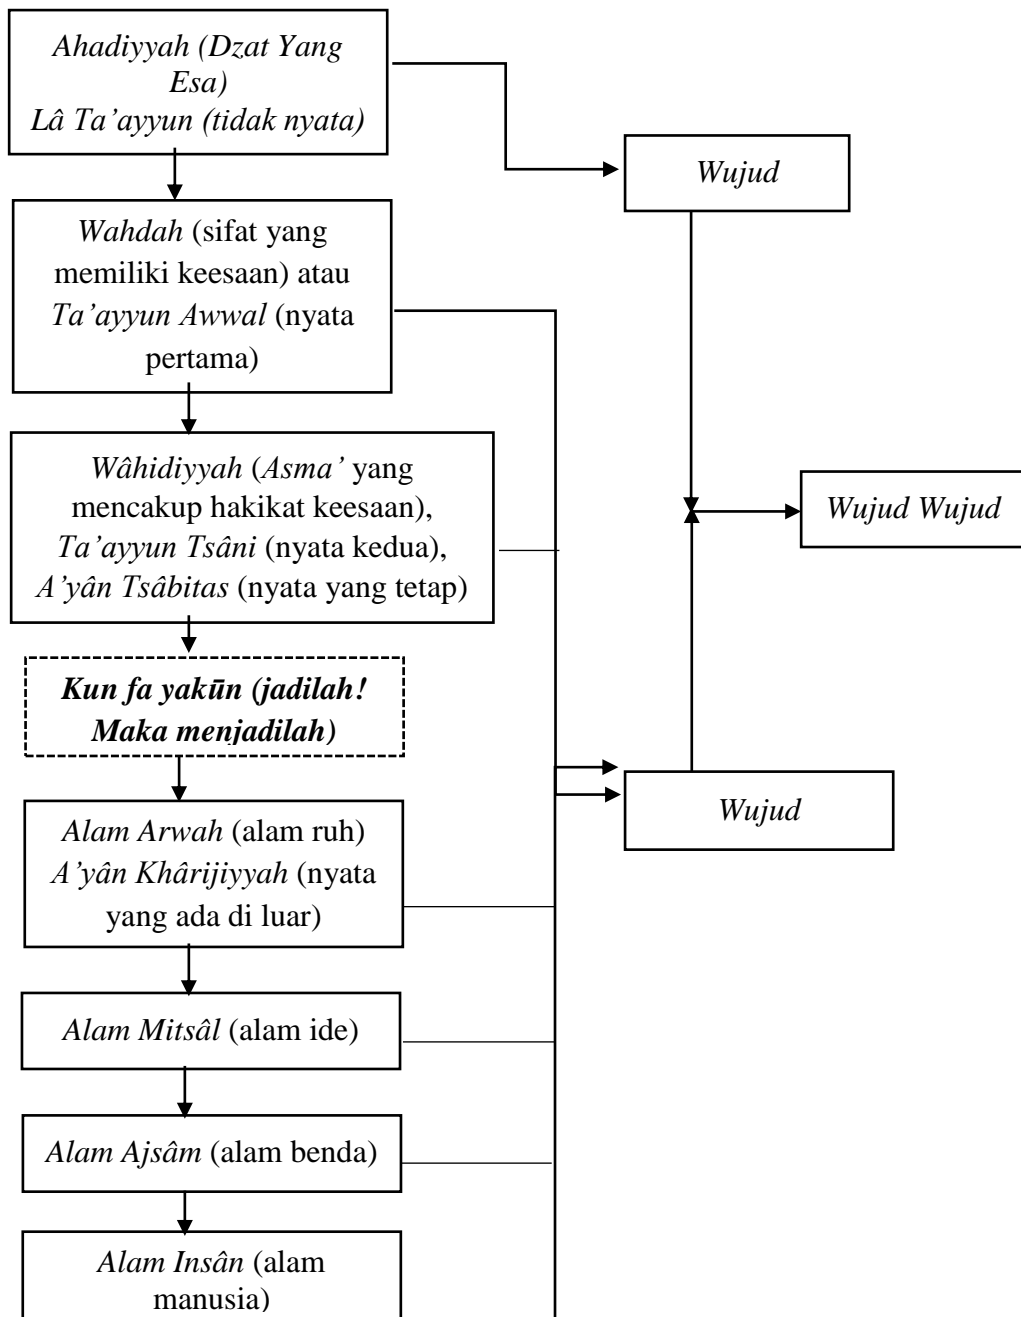 Ahadiyyah (Dzat Yang
Esa)
Lâ Ta’ayyun (tidak nyata)
Wujud
Wahdah (sifat yang
memiliki keesaan) atau
Ta’ayyun Awwal (nyata
pertama)
Wâhidiyyah (Asma’ yang
mencakup hakikat keesaan),
Ta’ayyun Tsâni (nyata kedua),
A’yân Tsâbitas (nyata yang tetap)
Wujud Wujud
Kun fa yakūn (jadilah!
Maka menjadilah)
Wujud
Alam Arwah (alam ruh)
A’yân Khârijiyyah (nyata
yang ada di luar)
Alam Mitsâl (alam ide)
Alam Ajsâm (alam benda)
Alam Insân (alam
manusia)